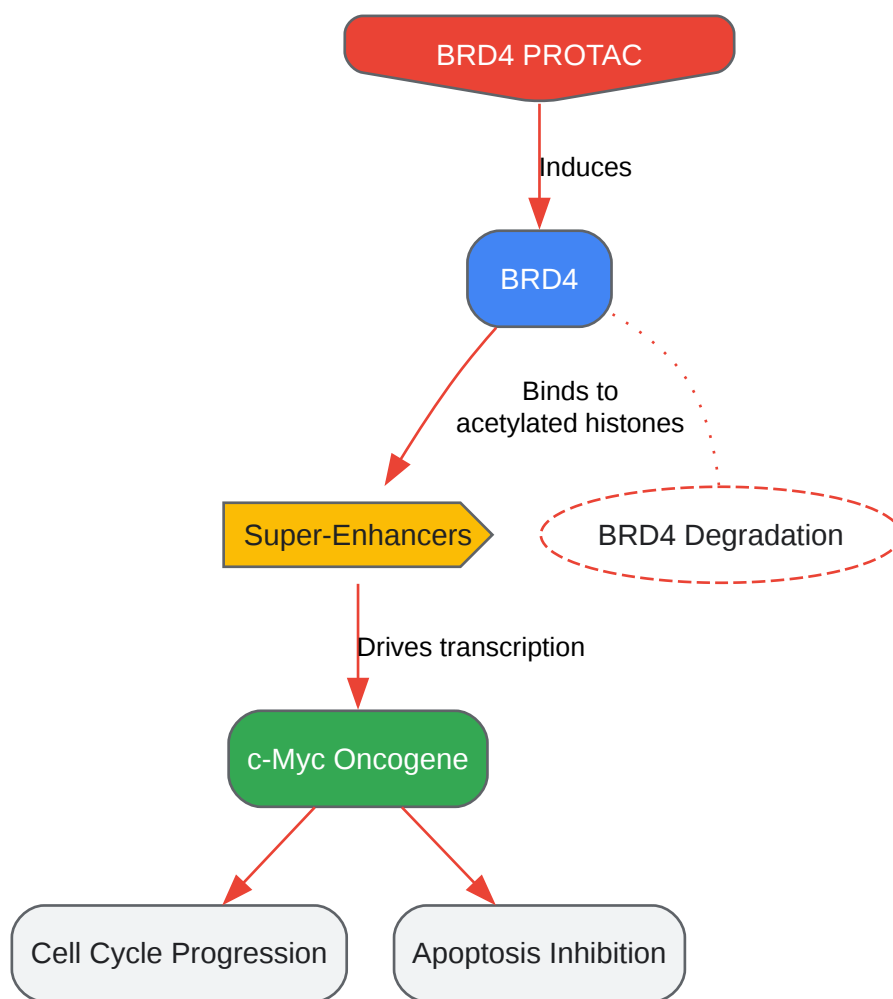 BRD4 PROTAC
Induces
BRD4
Binds to
acetylated histones
Super-Enhancers
BRD4 Degradation
Drives transcription
c-Myc Oncogene
Cell Cycle Progression
Apoptosis Inhibition